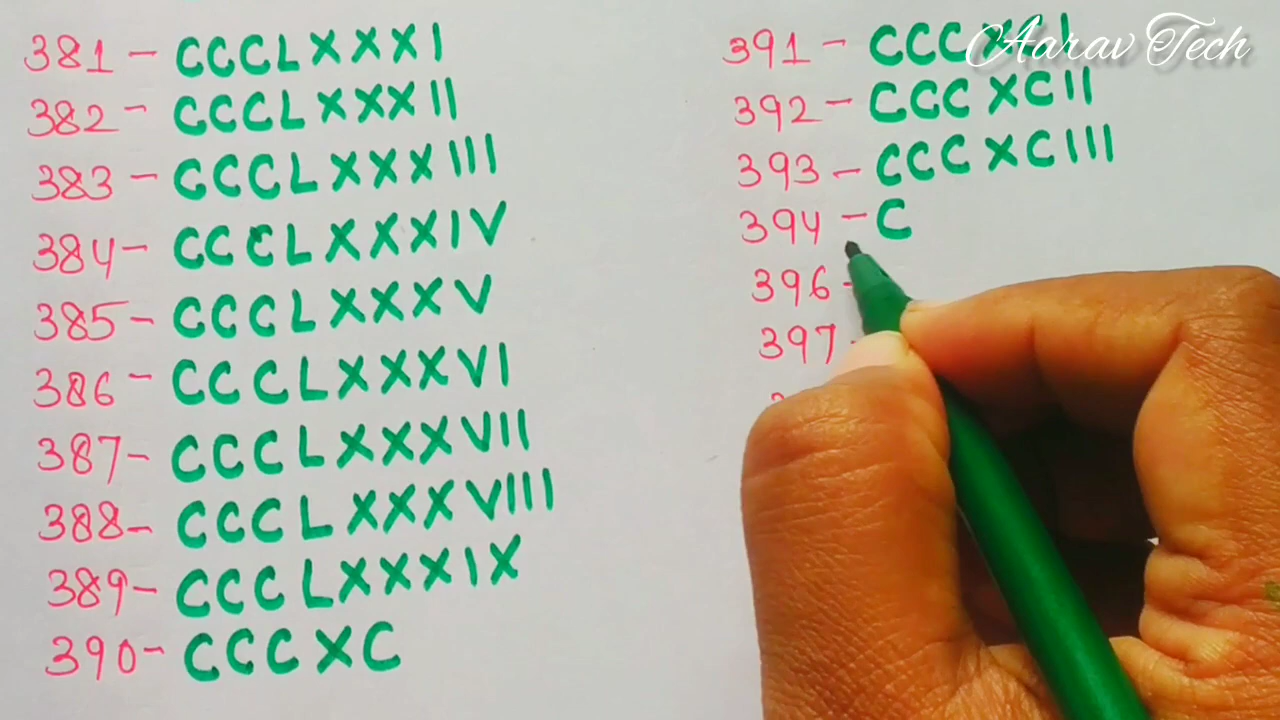 381 - CCCLXXXI
382 - CCCLXXXII
383 - CCCLXXXIII
384 - CCCLXXXIV
385 - CCCLXXXV
386 - CCCLXXXVI
387 - CCCLXXXVII
388 - CCCLXXXVIII
389 - CCCLXXXIX
390 - CCCXC
Aarav Tech
391 - CCCXCI
392 - CCCXCII
393 - CCCXCIII
394 - C
396 -
397 -